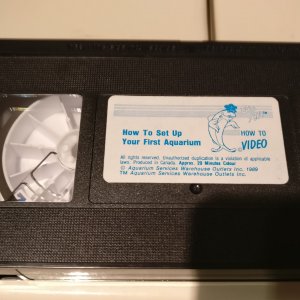 How To Set Up
Your First Aquarium
HOW TO
VIDEO
All rights reserved. Unauthorized duplication is a violation of applicable
laws. Produced in Canada. Approx. 29 Minutes Colour
© Aquarium Services Warehouse Outlets Inc. 1989
TM Aquarium Services Warehouse Outlets Inc.